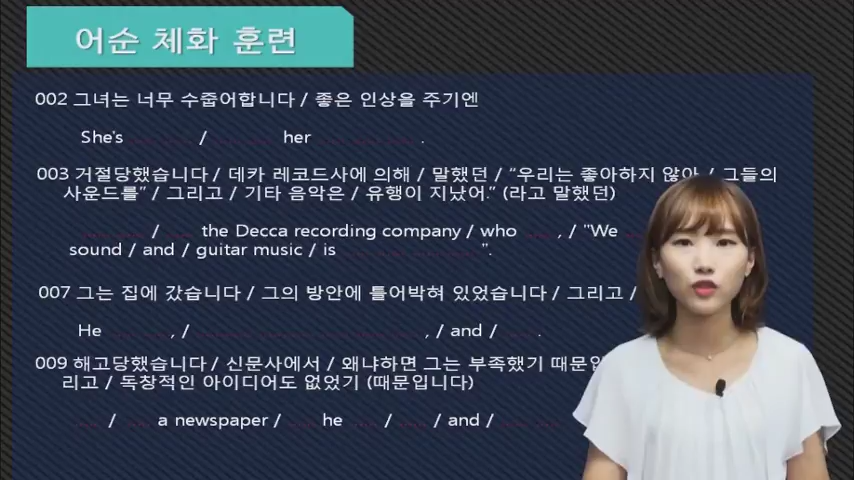 어순 체화 훈련
002 그녀는 너무 수줍어합니다 / 좋은 인상을 주기엔
She's / her .
003 거절당했습니다 / 데카 레코드사에 의해 / 말했던 / “우리는 좋아하지 않아 / 그들의
사운드를” / 그리고 / 기타 음악은 / 유행이 지났어.” (라고 말했던)
/ the Decca recording company / who , / "We
sound / and / guitar music / is ”.
007 그는 집에 갔습니다 / 그의 방안에 틀어박혀 있었습니다 / 그리고 /
He , / , / and / .
009 해고당했습니다 / 신문사에서 / 왜냐하면 그는 부족했기
리고 / 독창적인 아이디어도 없었기 (때문입니다)
/ a newspaper / he / / and /